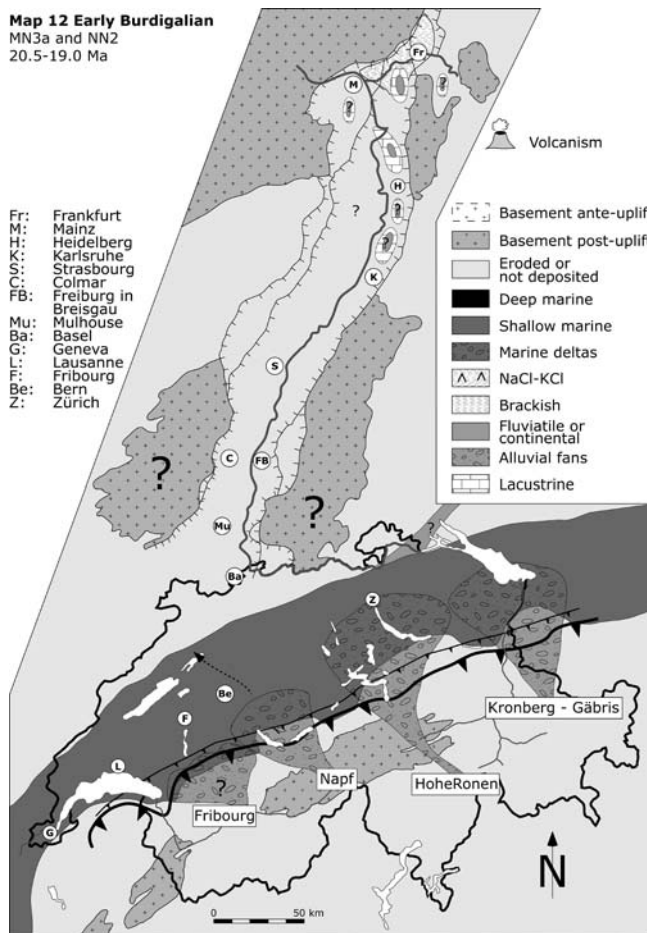 Map 12 Early Burdigalian
MN3a and NN2
20.5-19.0 Ma
Fr
M
?
?
Volcanism
H
?
?
?
K
Fr: Frankfurt
M: Mainz
H: Heidelberg
K: Karlsruhe
S: Strasbourg
C: Colmar
FB: Freiburg in
Breisgau
Mu: Mulhouse
Ba: Basel
G: Geneva
L: Lausanne
F: Fribourg
Be: Bern
Z: Zürich
Basement ante-uplift
Basement post-uplift
Eroded or
not deposited
Deep marine
Shallow marine
Marine deltas
NaCl-KCl
Brackish
Fluviatile or
continental
Alluvial fans
Lacustrine
S
C
FB
?
?
Mu
?
Ba
Z
Be
F
L
G
Kronberg - Gäbris
HoheRonen
Napf
?
Fribourg
N
0 50 km